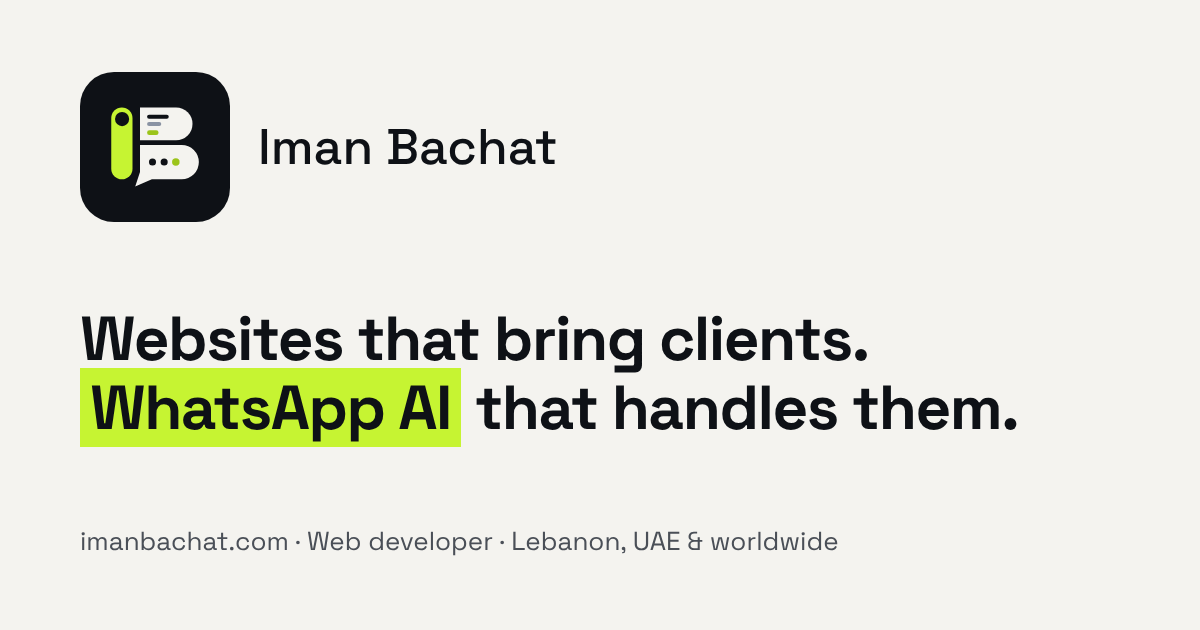 Iman Bachat
Websites that bring clients.
WhatsApp AI that handles them.
imanbachat.com · Web developer · Lebanon, UAE & worldwide